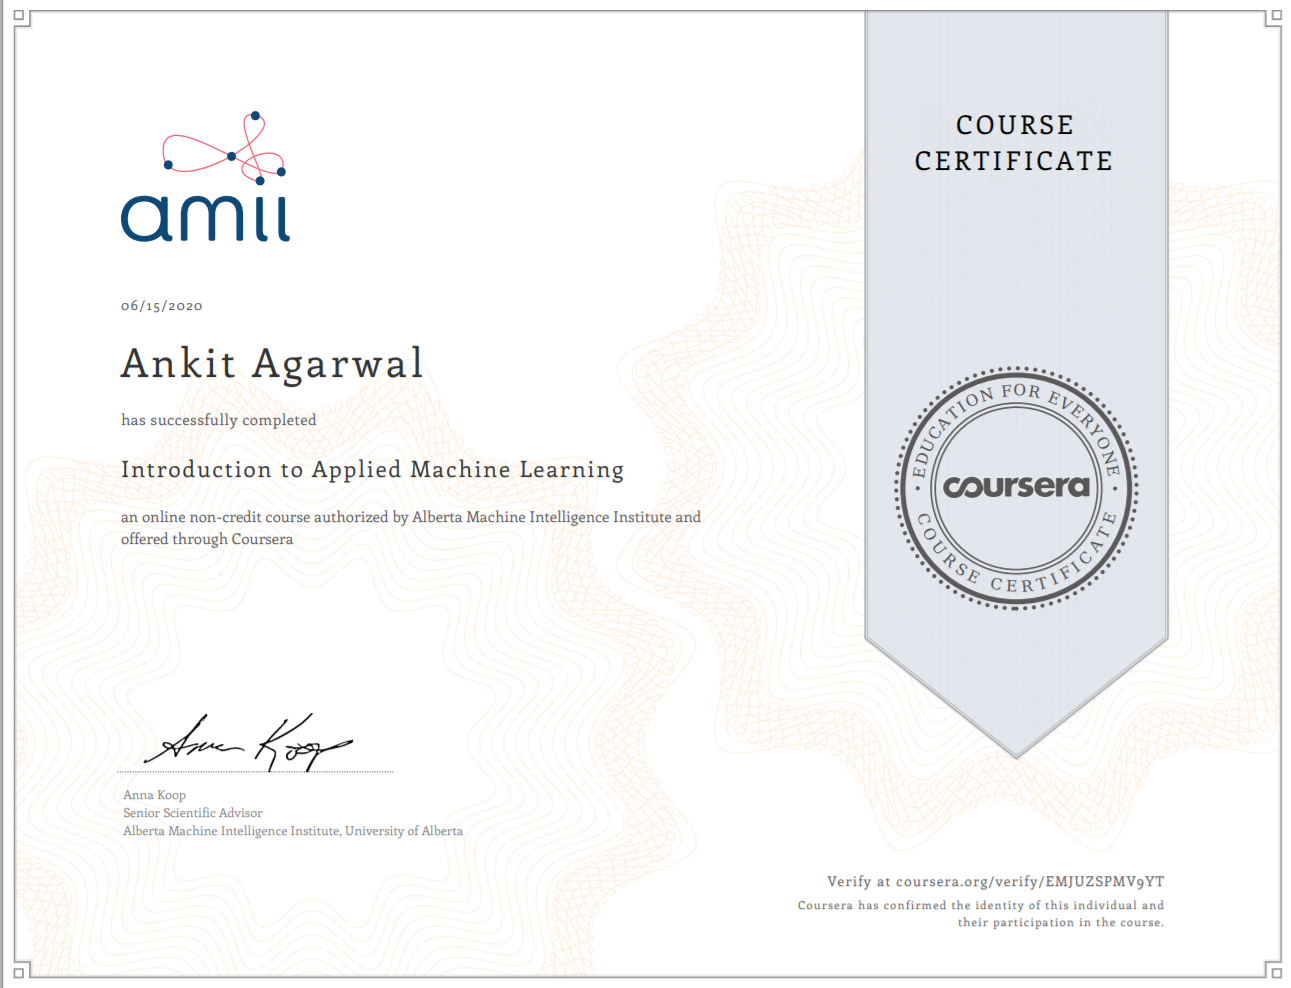 amii
06/15/2020
Ankit Agarwal
has successfully completed
Introduction to Applied Machine Learning
an online non-credit course authorized by Alberta Machine Intelligence Institute and
offered through Coursera
Anna Koop
Anna Koop
Senior Scientific Advisor
Alberta Machine Intelligence Institute, University of Alberta
COURSE
CERTIFICATE
EDUCATION FOR EVERYONE
coursera
COURSE CERTIFICATE
Verify at coursera.org/verify/EMJUZSPMV9YT
Coursera has confirmed the identity of this individual and
their participation in the course.